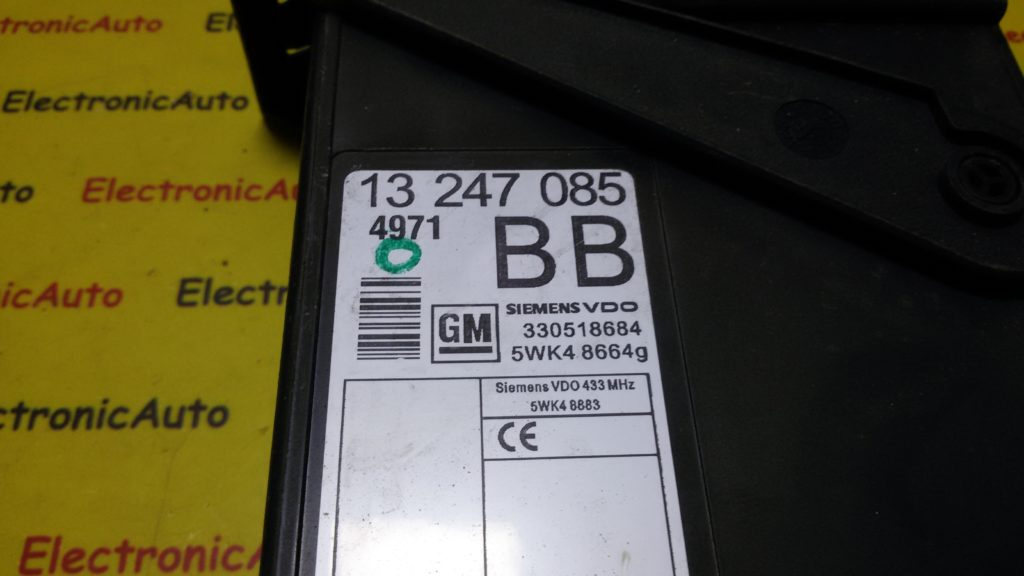 ElectronicAuto
ElectronicAuto
ElectronicAuto
ElectronicAuto
ElectronicAuto
13 247 085
4971
BB
GM
SIEMENS VDO
330518684
5WK4 8664g
Siemens VDO 433 MHz
5WK4 8883
CE